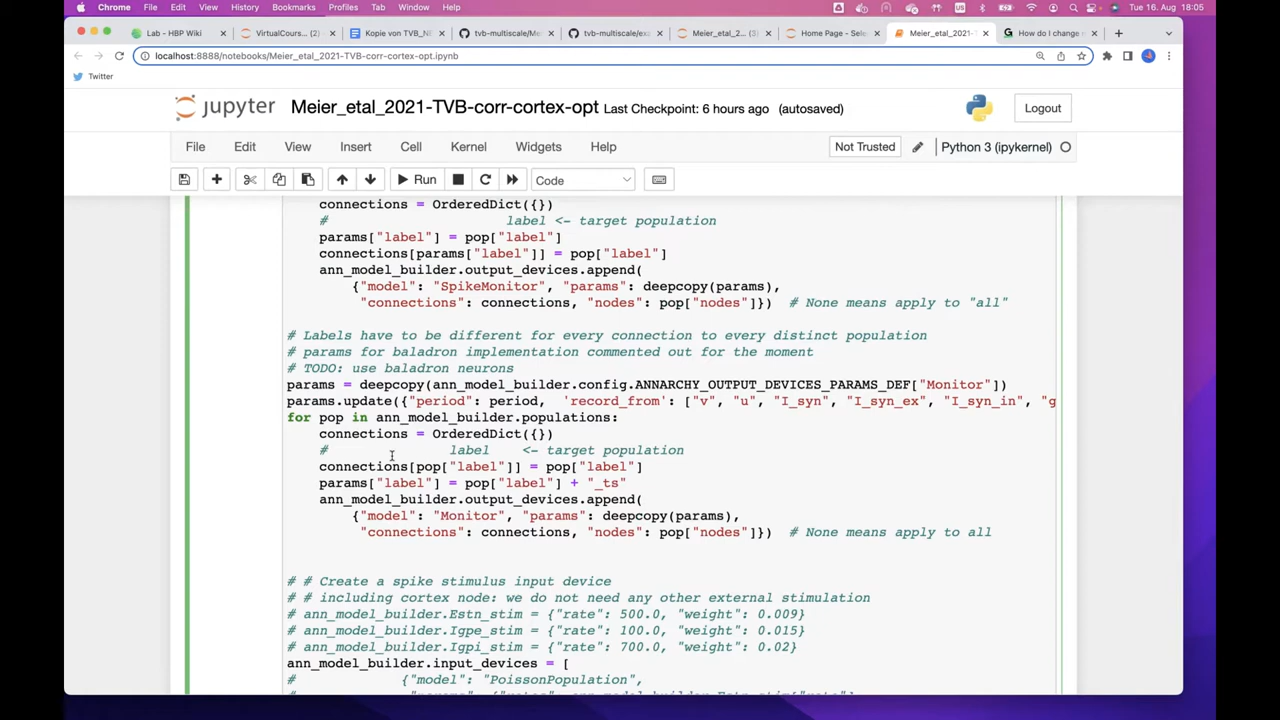 Chrome File Edit View History Bookmarks Profiles Tab Window Help Tue 16. Aug 18:05
Lab - HBP Wiki VirtualCours... Kopie von TVB_NE tvb-multiscale/Me tvb-multiscale/exa Meier_etal_2... (3) Home Page - Sele Meier_etal_2021- How do I change m
localhost:8888/notebooks/Meier_etal_2021-TVB-corr-cortex-opt.ipynb
Twitter
jupyter Meier_etal_2021-TVB-corr-cortex-opt Last Checkpoint: 6 hours ago (autosaved) Logout
File Edit View Insert Cell Kernel Widgets Help Not Trusted Python 3 (ipykernel)
Run Code
connections = OrderedDict({})
# label <- target population
params["label"] = pop["label"]
connections[params["label"]] = pop["label"]
ann_model_builder.output_devices.append(
{"model": "SpikeMonitor", "params": deepcopy(params),
"connections": connections, "nodes": pop["nodes"]}) # None means apply to "all"
# Labels have to be different for every connection to every distinct population
# params for baladron implementation commented out for the moment
# TODO: use baladron neurons
params = deepcopy(ann_model_builder.config.ANNARCHY_OUTPUT_DEVICES_PARAMS_DEF["Monitor"])
params.update({"period": period, 'record_from': ["v", "u", "I_syn", "I_syn_ex", "I_syn_in", "g
for pop in ann_model_builder.populations:
connections = OrderedDict({})
# label <- target population
connections[pop["label"]] = pop["label"]
params["label"] = pop["label"] + "_ts"
ann_model_builder.output_devices.append(
{"model": "Monitor", "params": deepcopy(params),
"connections": connections, "nodes": pop["nodes"]}) # None means apply to all
# # Create a spike stimulus input device
# # including cortex node: we do not need any other external stimulation
# ann_model_builder.Estn_stim = {"rate": 500.0, "weight": 0.009}
# ann_model_builder.Igpe_stim = {"rate": 100.0, "weight": 0.015}
# ann_model_builder.Igpi_stim = {"rate": 700.0, "weight": 0.02}
ann_model_builder.input_devices = [
# {"model": "PoissonPopulation",